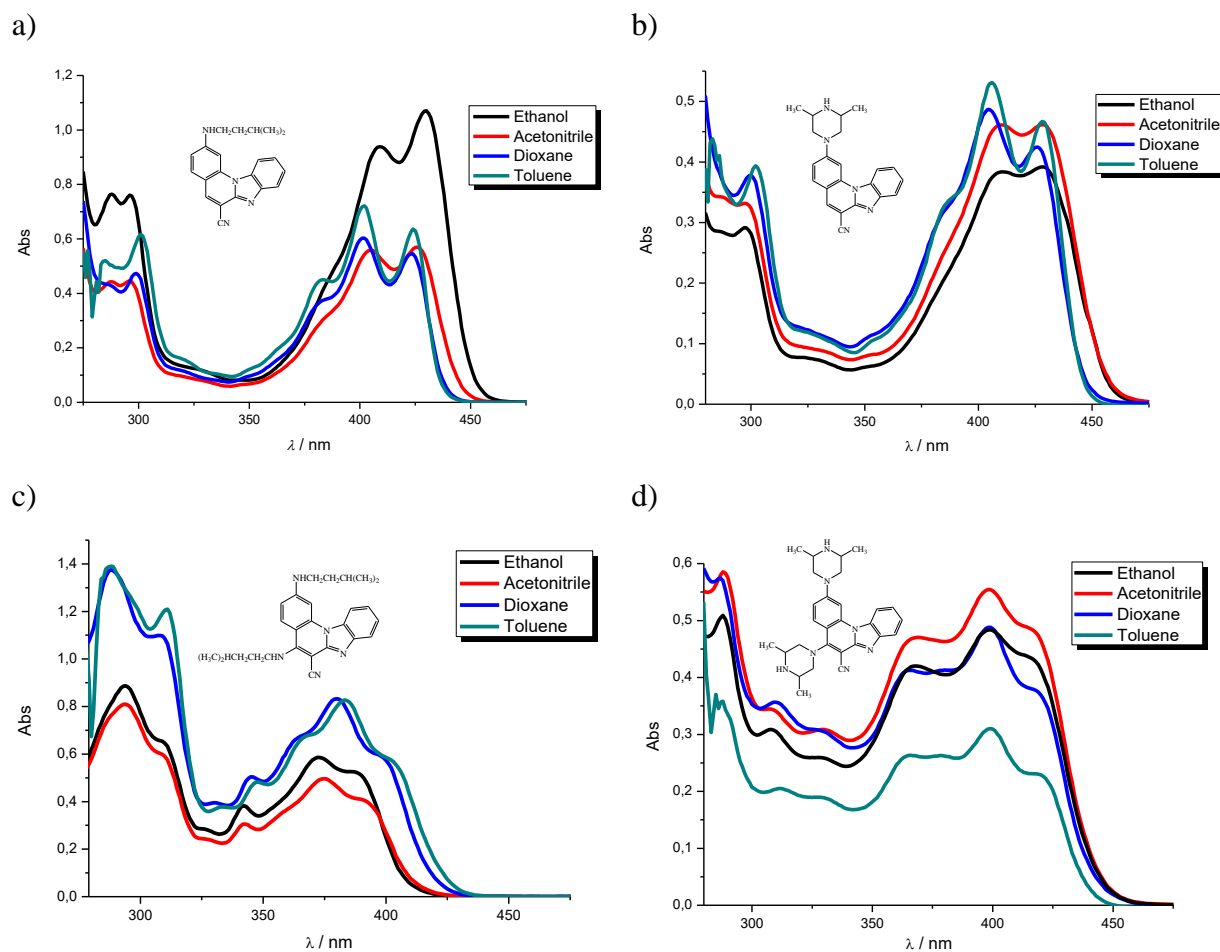 a)
NHCH₂CH₂CH(CH₃)₂
N
N
CN
Ethanol
Acetonitrile
Dioxane
Toluene
1,2
1,0
0,8
0,6
0,4
0,2
0,0
Abs
300 350 400 450
λ / nm
b)
H
N
H₃C CH₃
N
N
N
CN
Ethanol
Acetonitrile
Dioxane
Toluene
0,5
0,4
0,3
0,2
0,1
0,0
Abs
300 350 400 450
λ / nm
c)
NHCH₂CH₂CH(CH₃)₂
N
N
(H₃C)₂HCH₂CH₂CHN
CN
Ethanol
Acetonitrile
Dioxane
Toluene
1,4
1,2
1,0
0,8
0,6
0,4
0,2
0,0
Abs
300 350 400 450
λ / nm
d)
H
N
H₃C CH₃
N
N
N
H₃C
N
CN
HN
CH₃
Ethanol
Acetonitrile
Dioxane
Toluene
0,6
0,5
0,4
0,3
0,2
0,1
0,0
Abs
300 350 400 450
λ / nm